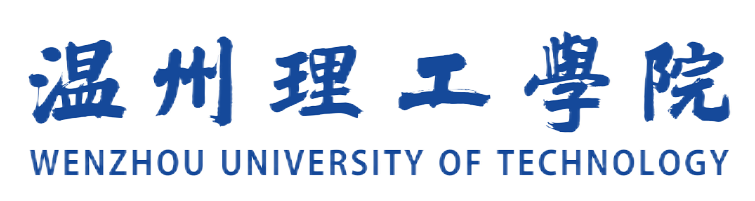 温州理工學院
WENZHOU UNIVERSITY OF TECHNOLOGY